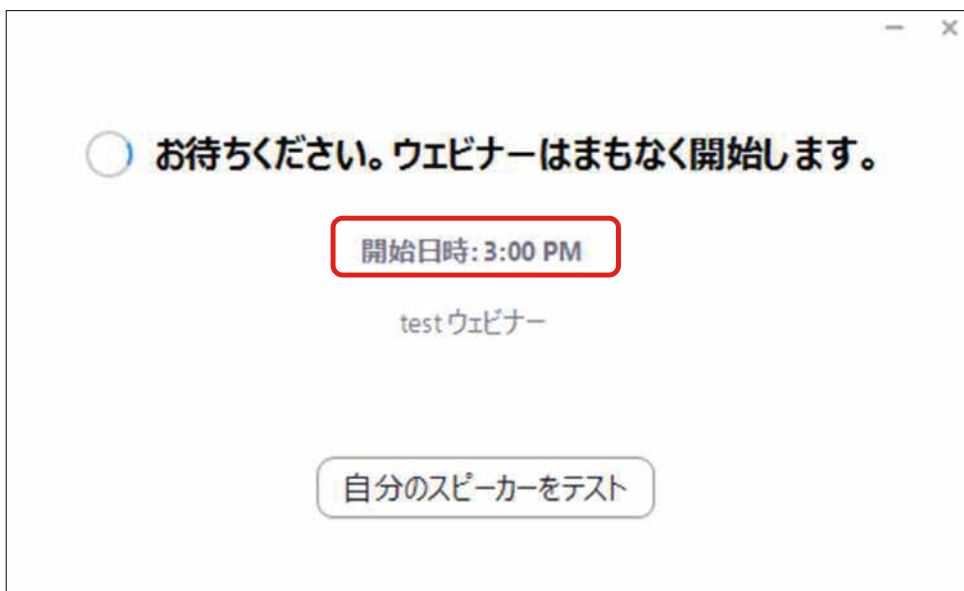 お待ちください。ウェビナーはまもなく開始します。
開始日時: 3:00 PM
test ウェビナー
自分のスピーカーをテスト